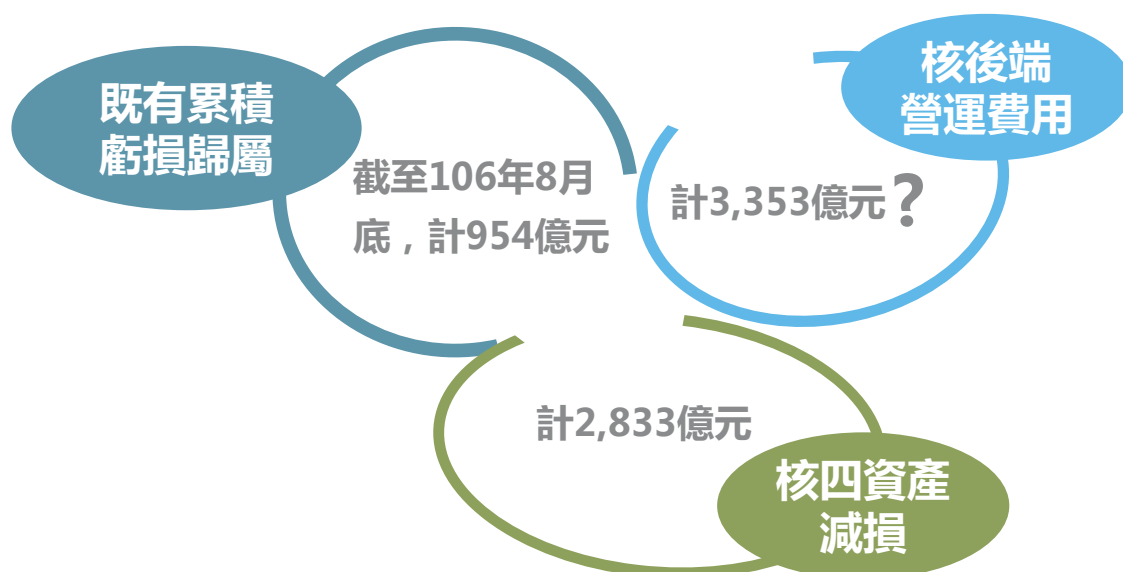 既有累積
虧損歸屬
截至106年8月
底，計954億元
核後端
營運費用
計3,353億元?
計2,833億元
核四資產
減損